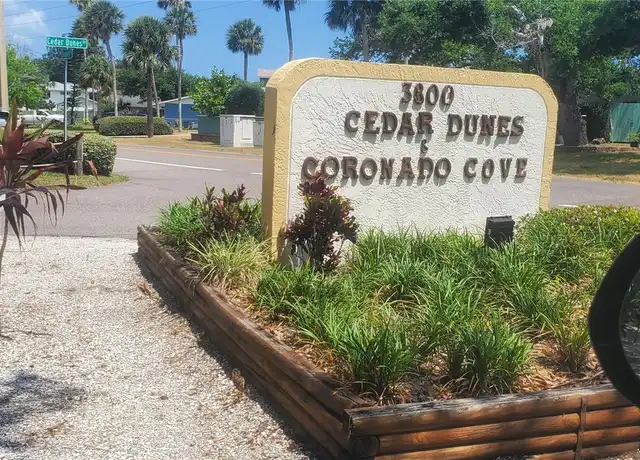 Cedar Dunes
3800
CEDAR DUNES
&
CORONADO COVE